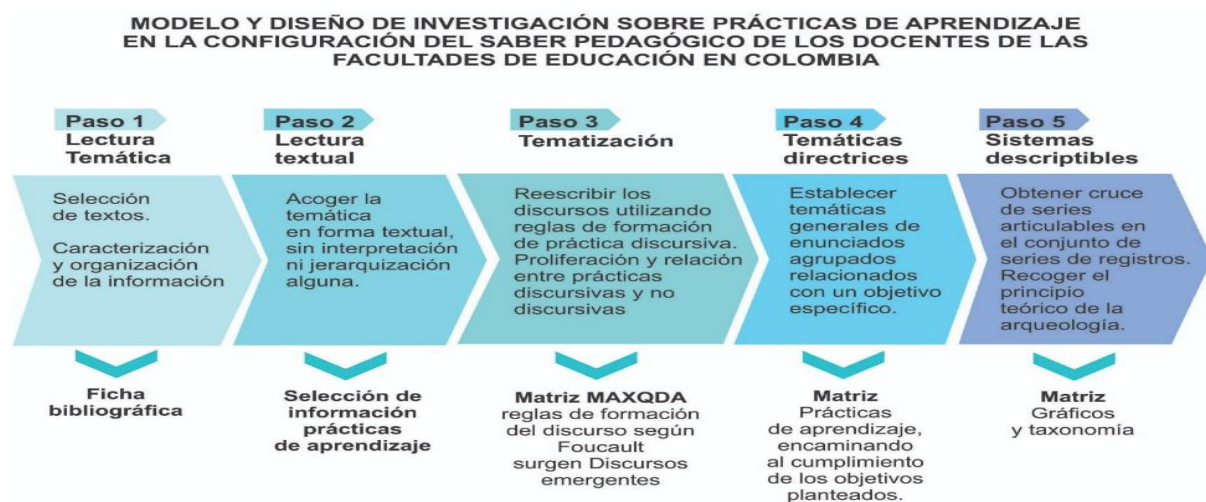 MODELO Y DISEÑO DE INVESTIGACIÓN SOBRE PRÁCTICAS DE APRENDIZAJE
EN LA CONFIGURACIÓN DEL SABER PEDAGÓGICO DE LOS DOCENTES DE LAS
FACULTADES DE EDUCACIÓN EN COLOMBIA
Paso 1
Lectura
Temática
Selección
de textos.
Caracterización
y organización
de la información
Ficha
bibliográfica
Paso 2
Lectura
textual
Acoger la
temática
en forma textual,
sin interpretación
ni jerarquización
alguna.
Selección de
información
prácticas
de aprendizaje
Paso 3
Tematización
Reescribir los
discursos utilizando
reglas de formación
de práctica discursiva.
Proliferación y relación
entre prácticas
discursivas y no
discursivas
Matriz MAXQDA
reglas de formación
del discurso según
Foucault
surgen Discursos
emergentes
Paso 4
Temáticas
directrices
Establecer
temáticas
generales de
enunciados
agrupados
relacionados
con un objetivo
específico.
Matriz
Prácticas
de aprendizaje,
encaminando
al cumplimiento
de los objetivos
planteados.
Paso 5
Sistemas
descriptibles
Obtener cruce
de series
articulables en
el conjunto de
series de registros.
Recoger el
principio
teórico de la
arqueología.
Matriz
Gráficos
y taxonomía